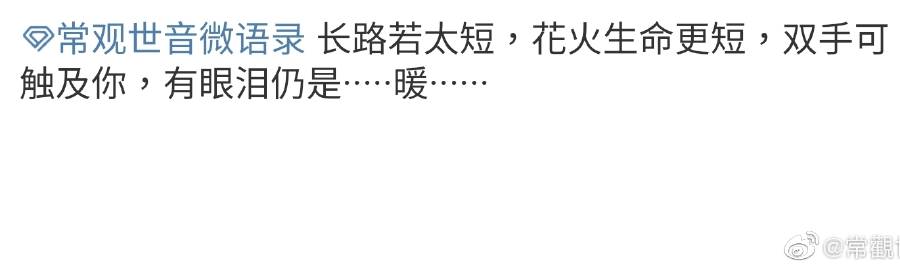 常观世音微语录 长路若太短，花火生命更短，双手可
触及你，有眼泪仍是·····暖······
@常觀